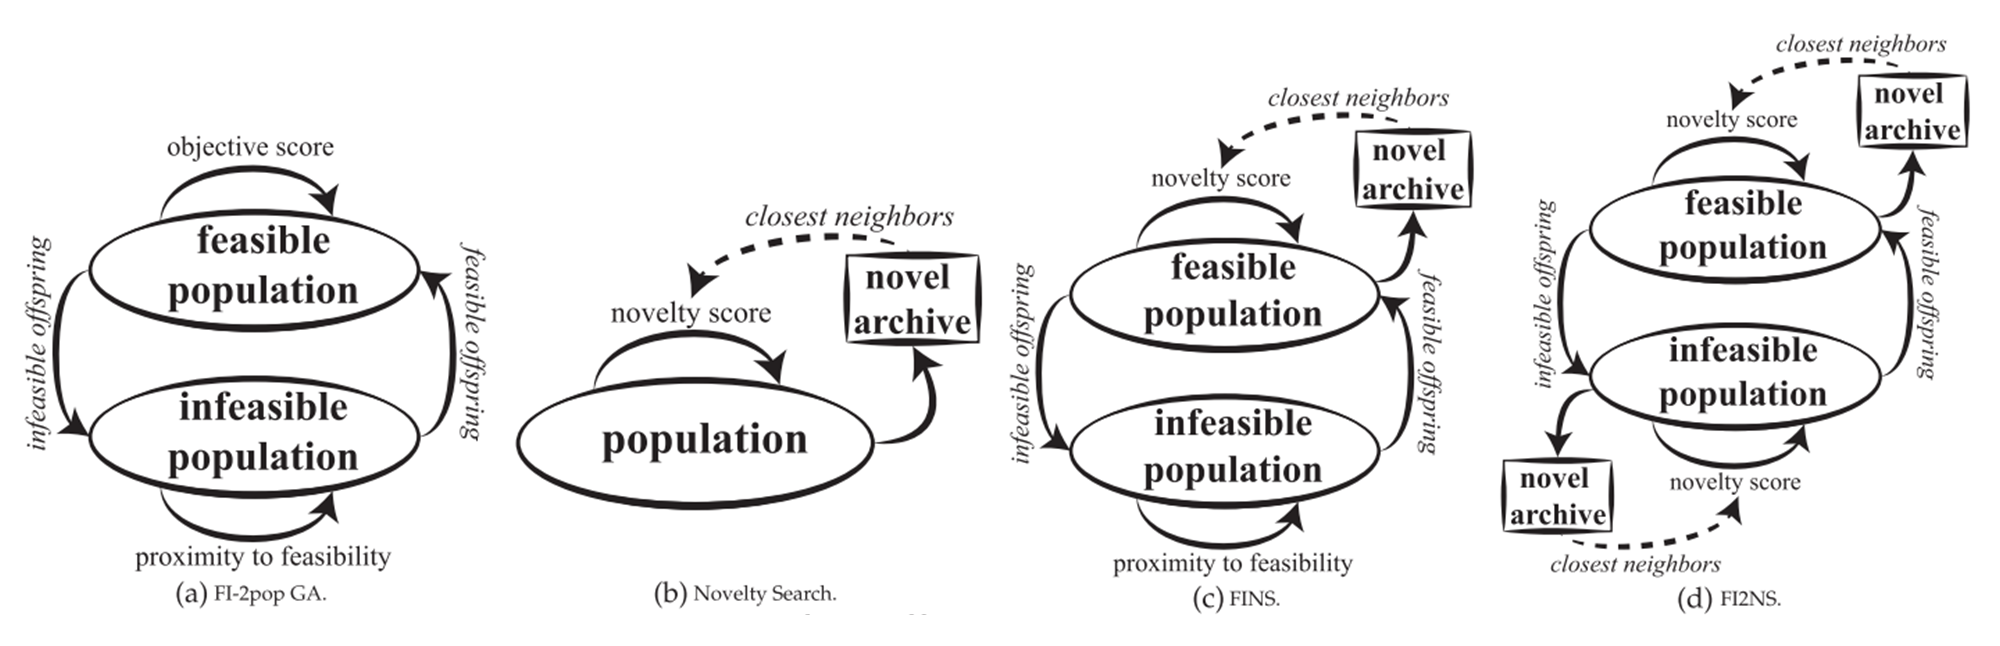 objective score
feasible
population
infeasible offspring
feasible offspring
infeasible
population
proximity to feasibility
(a) FI-2pop GA.
closest neighbors
novel
archive
novelty score
population
(b) Novelty Search.
closest neighbors
novel
archive
novelty score
feasible
population
infeasible offspring
feasible offspring
infeasible
population
proximity to feasibility
(c) FINS.
closest neighbors
novel
archive
novelty score
feasible
population
infeasible offspring
feasible offspring
infeasible
population
novel
archive
novelty score
closest neighbors
(d) FI2NS.